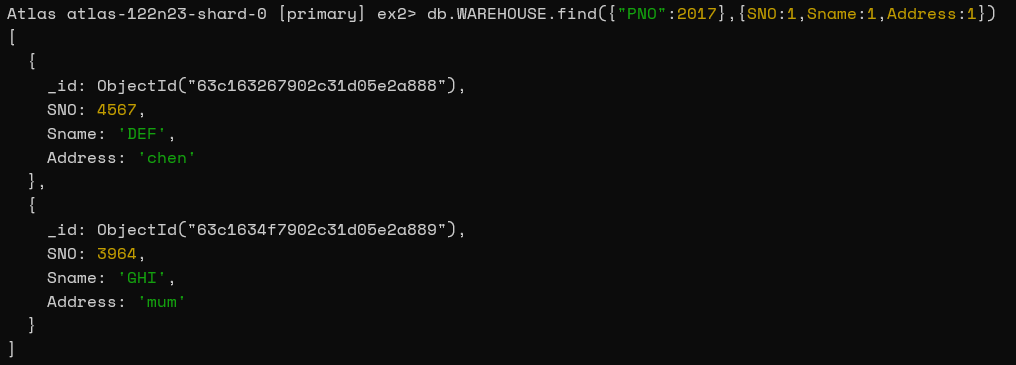 Atlas atlas-122n23-shard-0 [primary] ex2> db.WAREHOUSE.find({"PNO":2017},{SNO:1,Sname:1,Address:1})
[
  {
    _id: ObjectId("63c163267902c31d05e2a888"),
    SNO: 4567,
    Sname: 'DEF',
    Address: 'chen'
  },
  {
    _id: ObjectId("63c1634f7902c31d05e2a889"),
    SNO: 3964,
    Sname: 'GHI',
    Address: 'mum'
  }
]